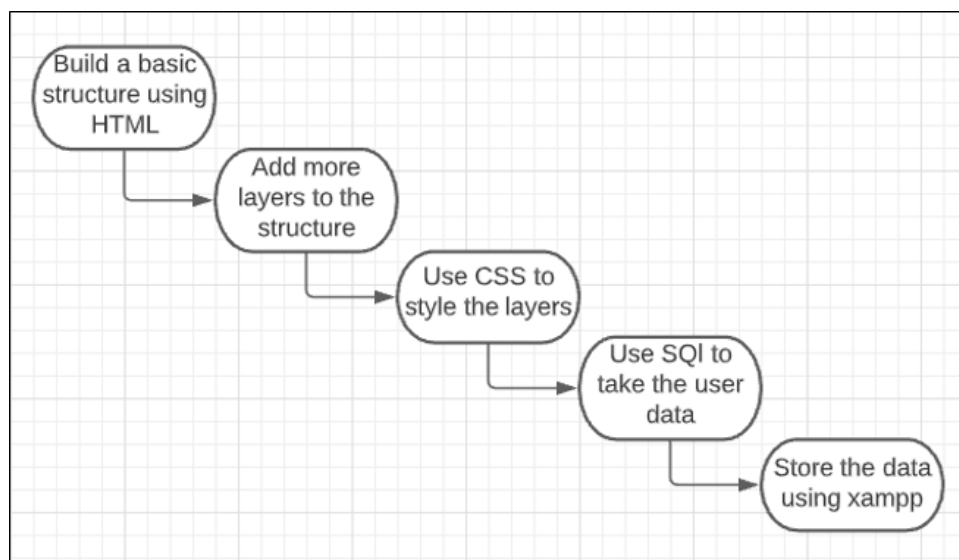 Build a basic
structure using
HTML
Add more
layers to the
structure
Use CSS to
style the layers
Use SQl to
take the user
data
Store the data
using xampp